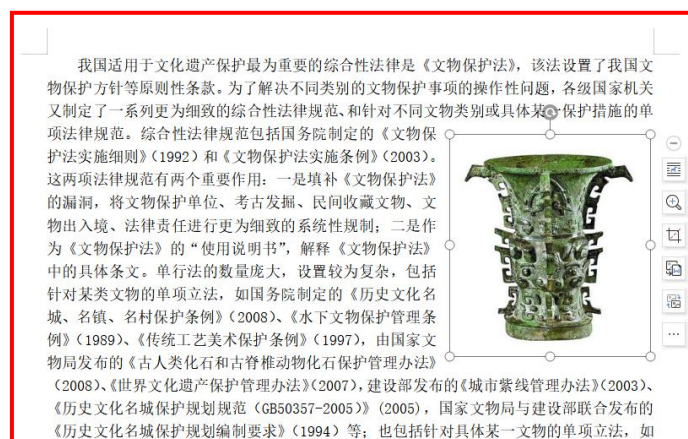 我国适用于文化遗产保护最为重要的综合性法律是《文物保护法》，该法设置了我国文
物保护方针等原则性条款。为了解决不同类别的文物保护事项的操作性问题，各级国家机关
又制定了一系列更为细致的综合性法律规范、和针对不同文物类别或具体某一保护措施的单
项法律规范。综合性法律规范包括国务院制定的《文物保
护法实施细则》（1992）和《文物保护法实施条例》（2003）。
这两项法律规范有两个重要作用：一是填补《文物保护法》
的漏洞，将文物保护单位、考古发掘、民间收藏文物、文
物出入境、法律责任进行更为细致的系统性规制；二是作
为《文物保护法》的“使用说明书”，解释《文物保护法》
中的具体条文。单行法的数量庞大，设置较为复杂，包括
针对某类文物的单项立法，如国务院制定的《历史文化名
城、名镇、名村保护条例》（2008）、《水下文物保护管理条
例》（1989）、《传统工艺美术保护条例》（1997），由国家文
物局发布的《古人类化石和古脊椎动物化石保护管理办法》
（2008）、《世界文化遗产保护管理办法》（2007），建设部发布的《城市紫线管理办法》（2003）、
《历史文化名城保护规划规范（GB50357-2005）》（2005），国家文物局与建设部联合发布的
《历史文化名城保护规划编制要求》（1994）等；也包括针对具体某一文物的单项立法，如